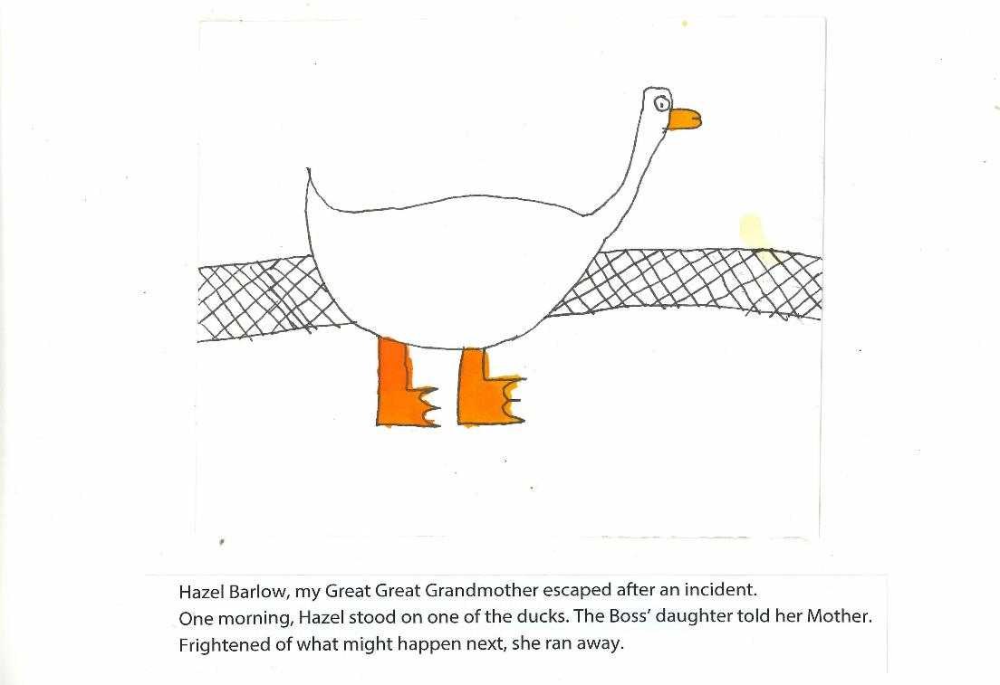 Hazel Barlow, my Great Great Grandmother escaped after an incident.
One morning, Hazel stood on one of the ducks. The Boss’ daughter told her Mother.
Frightened of what might happen next, she ran away.